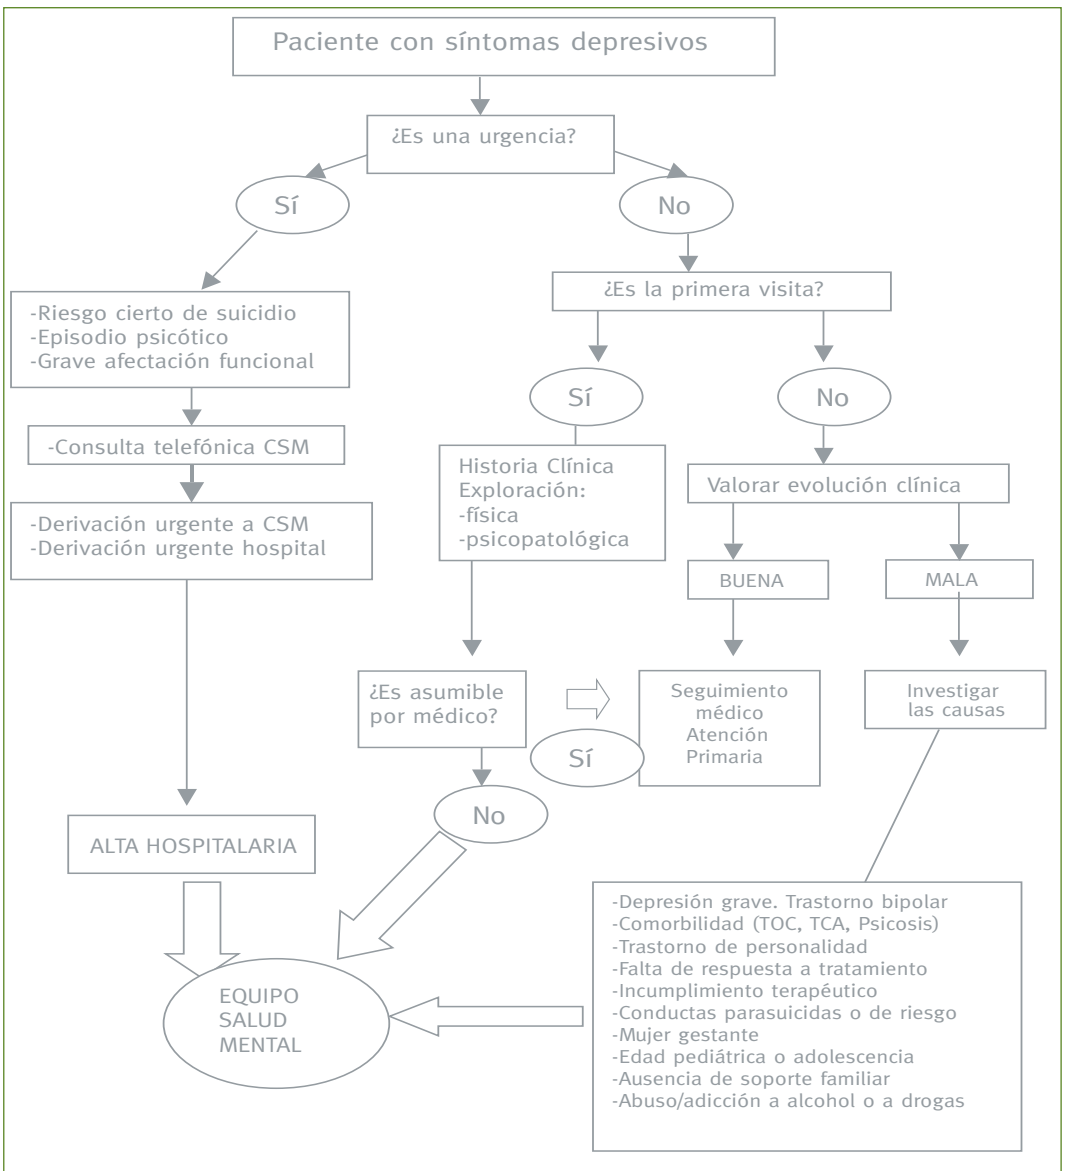 Paciente con síntomas depresivos
¿Es una urgencia?
Sí
No
¿Es la primera visita?
-Riesgo cierto de suicidio
-Episodio psicótico
-Grave afectación funcional
Sí
No
-Consulta telefónica CSM
Historia Clínica
Exploración:
-física
-psicopatológica
Valorar evolución clínica
-Derivación urgente a CSM
-Derivación urgente hospital
BUENA
MALA
¿Es asumible
por médico?
Sí
Seguimiento
médico
Atención
Primaria
Investigar
las causas
No
ALTA HOSPITALARIA
-Depresión grave. Trastorno bipolar
-Comorbilidad (TOC, TCA, Psicosis)
-Trastorno de personalidad
-Falta de respuesta a tratamiento
-Incumplimiento terapéutico
-Conductas parasuicidas o de riesgo
-Mujer gestante
-Edad pediátrica o adolescencia
-Ausencia de soporte familiar
-Abuso/adicción a alcohol o a drogas
EQUIPO
SALUD
MENTAL